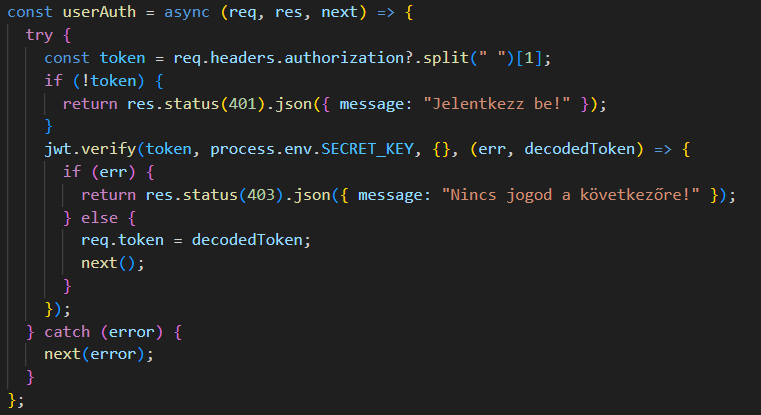 const userAuth = async (req, res, next) => {
  try {
    const token = req.headers.authorization?.split(" ")[1];
    if (!token) {
      return res.status(401).json({ message: "Jelentkezz be!" });
    }
    jwt.verify(token, process.env.SECRET_KEY, {}, (err, decodedToken) => {
      if (err) {
        return res.status(403).json({ message: "Nincs jogod a következőre!" });
      } else {
        req.token = decodedToken;
        next();
      }
    });
  } catch (error) {
    next(error);
  }
};